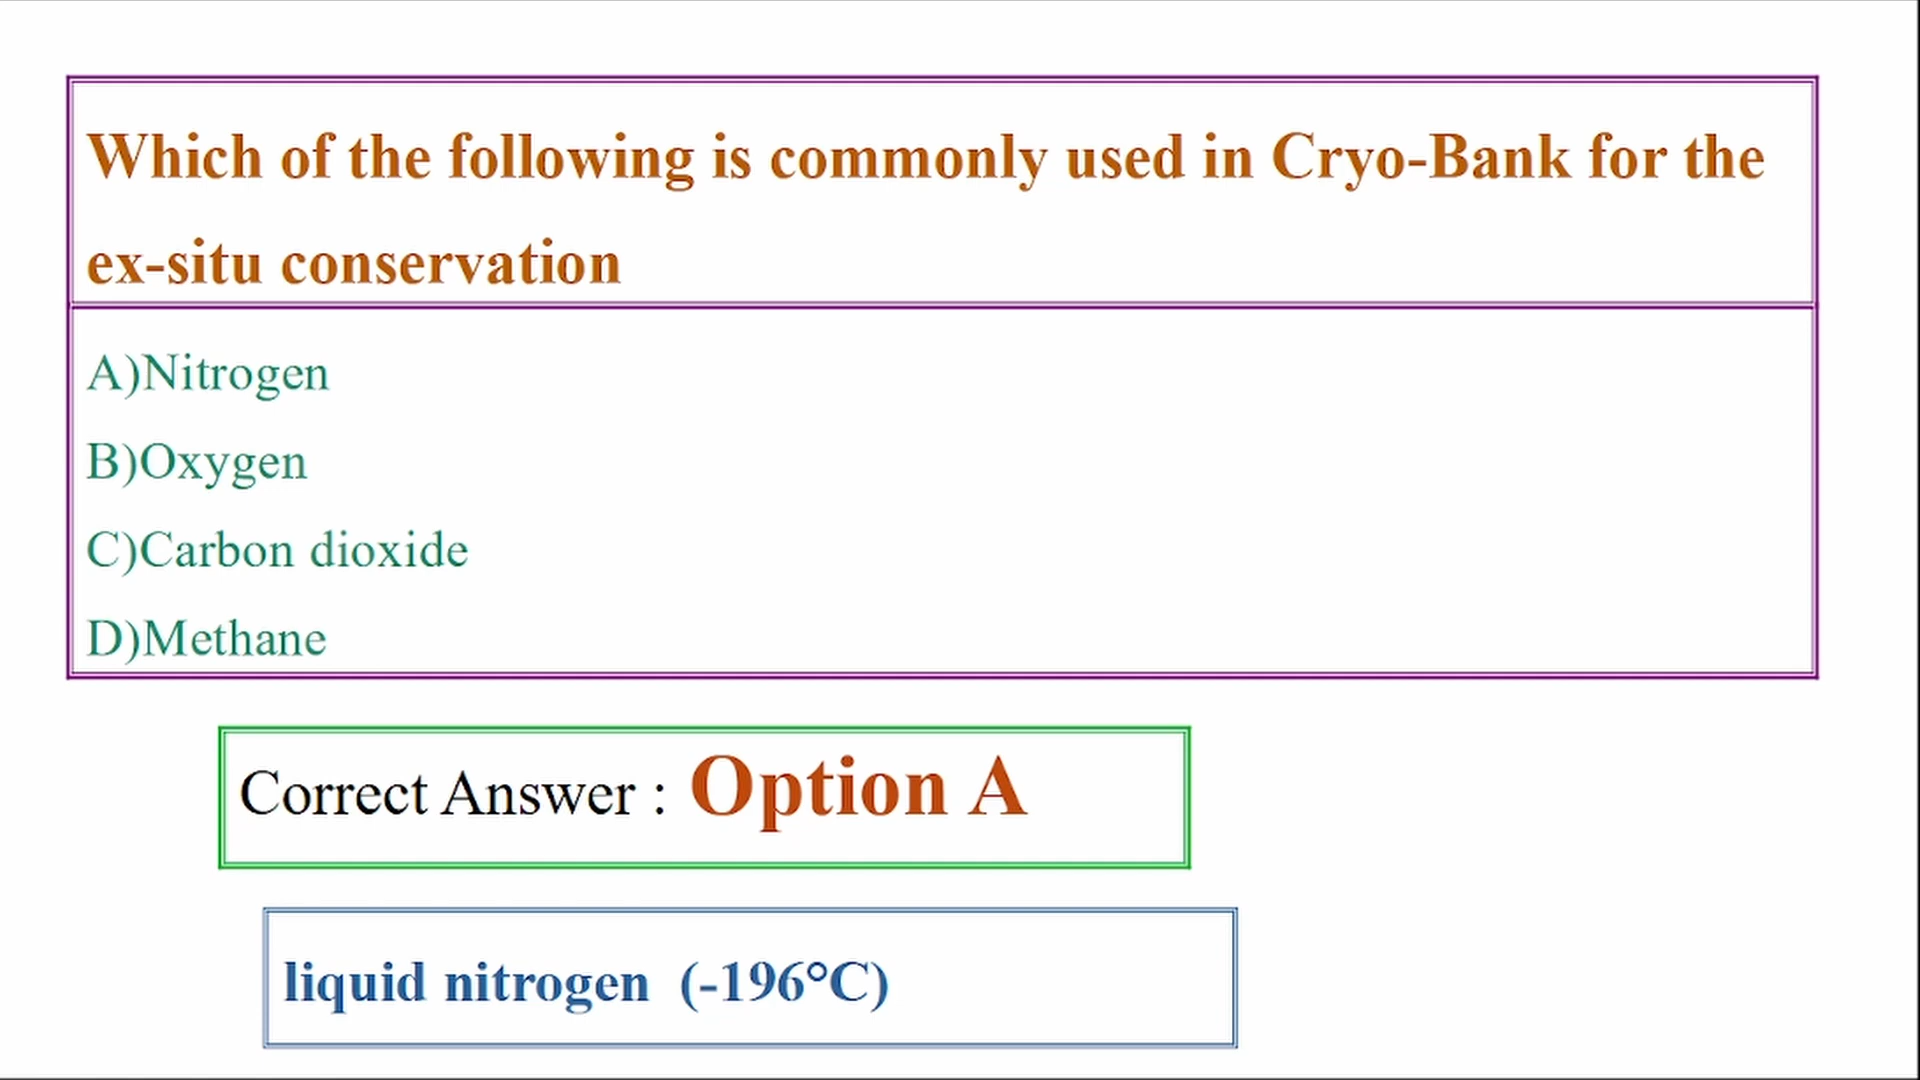 Which of the following is commonly used in Cryo-Bank for the
ex-situ conservation
A)Nitrogen
B)Oxygen
C)Carbon dioxide
D)Methane
Correct Answer : Option A
liquid nitrogen (-196°C)